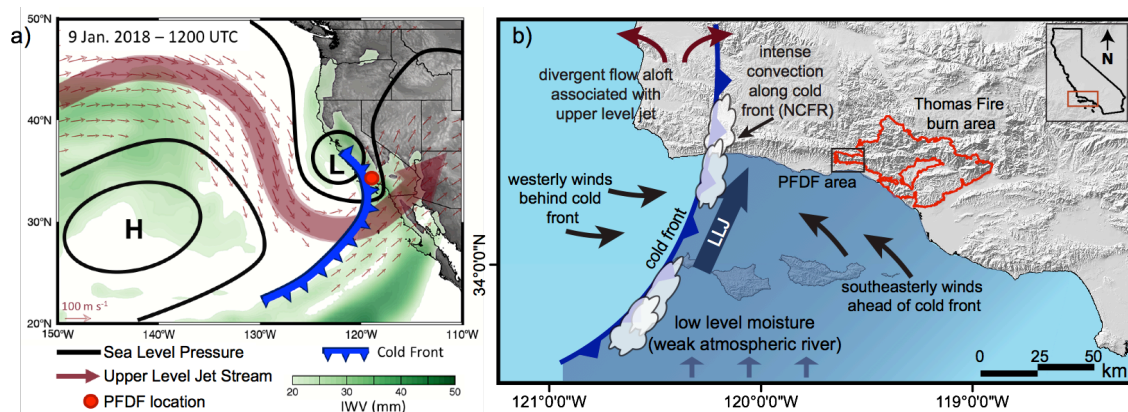 a)
9 Jan. 2018 – 1200 UTC
50°N
40°N
30°N
20°N
L
H
100 m s⁻¹
150°W
140°W
130°W
120°W
110°W
Sea Level Pressure
Upper Level Jet Stream
PFDF location
Cold Front
20
30
40
50
IWV (mm)
b)
divergent flow aloft
associated with
upper level jet
intense
convection
along cold
front (NCFR)
N
Thomas Fire
burn area
PFDF area
westerly winds
behind cold
front
cold front
LLJ
southeasterly winds
ahead of cold front
low level moisture
(weak atmospheric river)
0
25
50
km
34°0'0"N
121°0'W
120°0'W
119°0'W